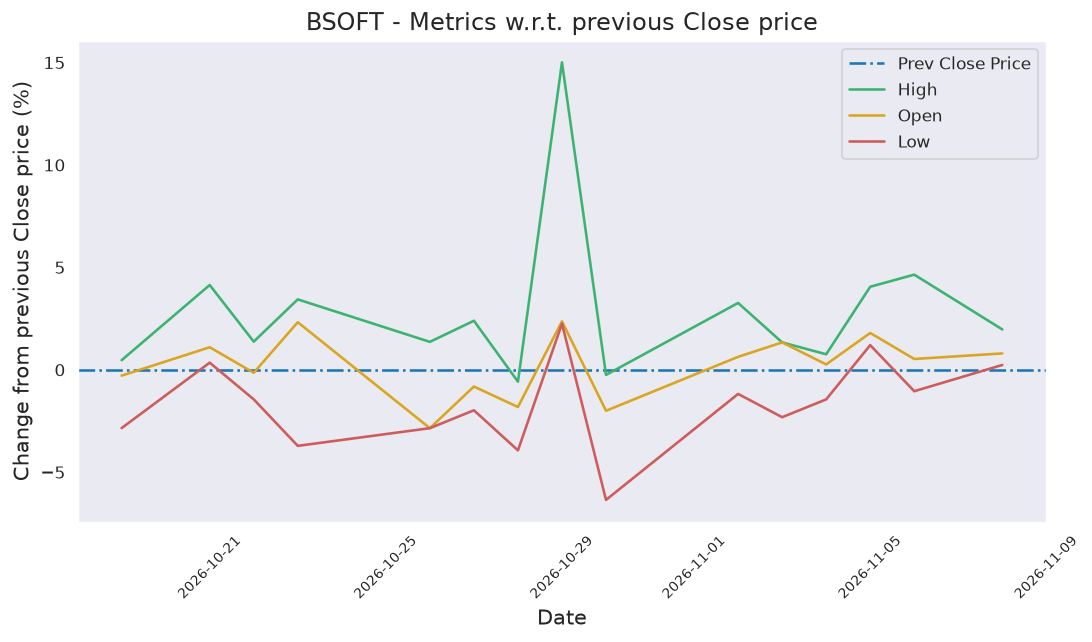 BSOFT - Metrics w.r.t. previous Close price
Change from previous Close price (%)
15
10
5
0
−5
Prev Close Price
High
Open
Low
2026-10-21
2026-10-25
2026-10-29
2026-11-01
2026-11-05
2026-11-09
Date